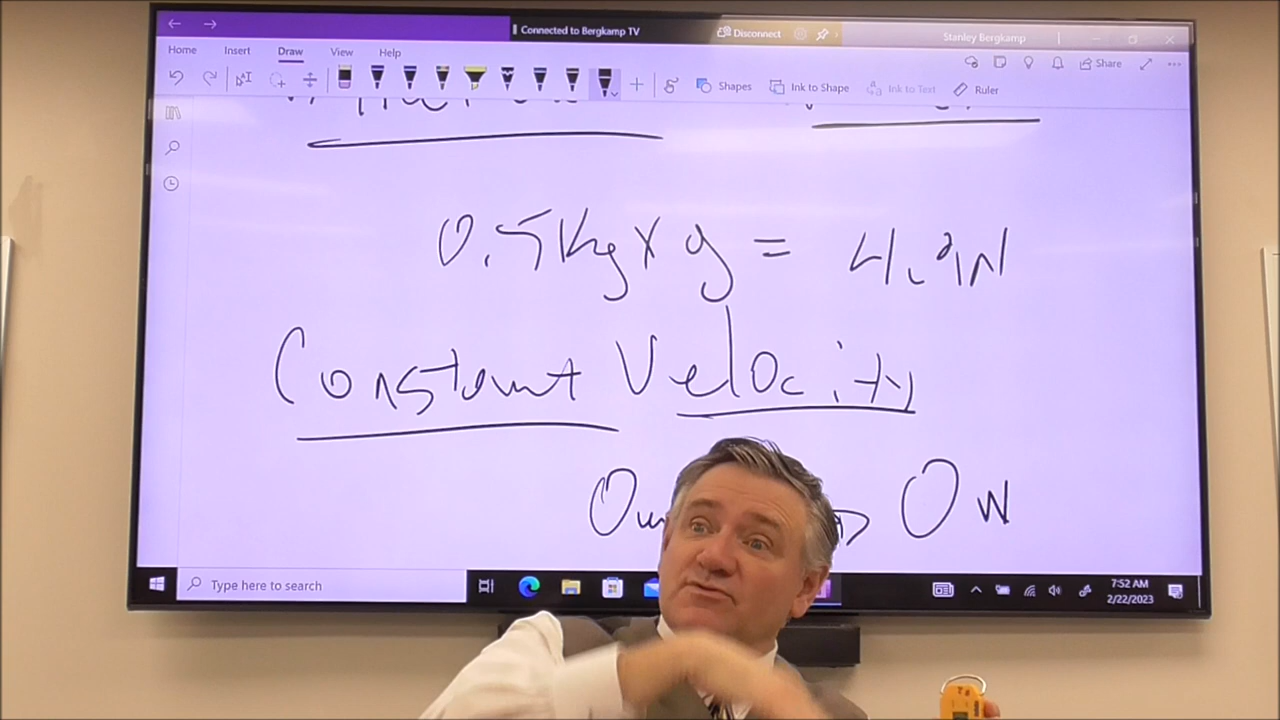 Connected to Bergkamp TV
Disconnect
Stanley Bergkamp
Home Insert Draw View Help
Share
Shapes
Ink to Shape
Ink to Text
Ruler
0.5Kg x g = 4.9N
Constant Velocity
0 N
Type here to search
7:52 AM
2/22/2023